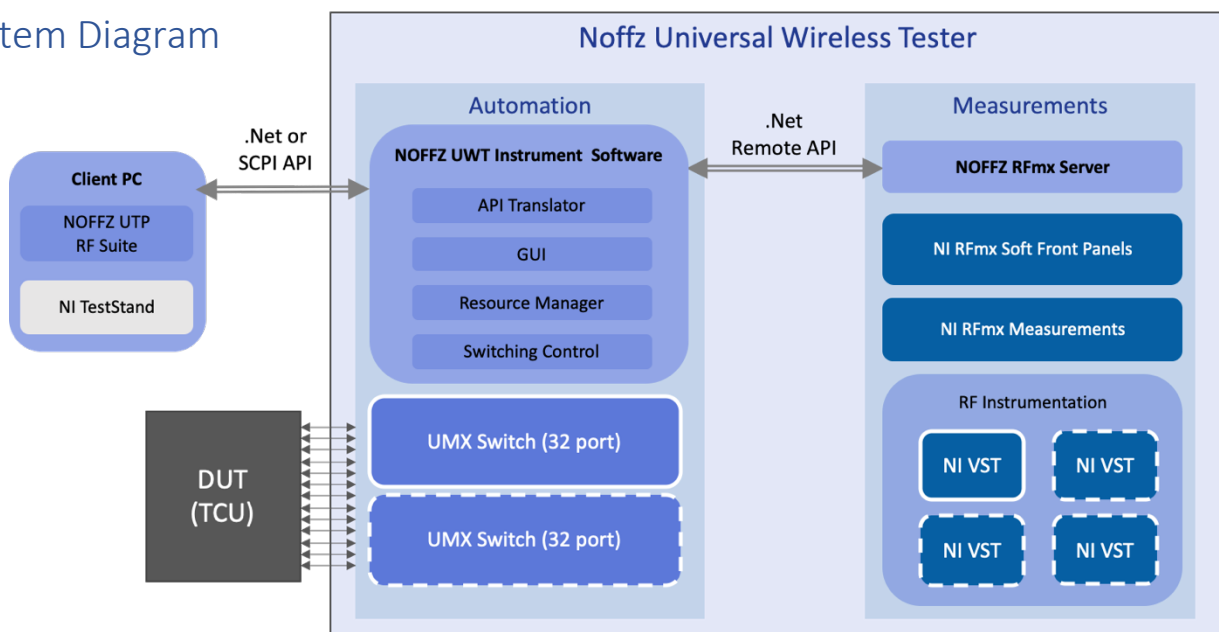 tem Diagram
Noffz Universal Wireless Tester
.Net or
SCPI API
Client PC
NOFFZ UTP
RF Suite
NI TestStand
DUT
(TCU)
Automation
NOFFZ UWT Instrument Software
API Translator
GUI
Resource Manager
Switching Control
UMX Switch (32 port)
UMX Switch (32 port)
.Net
Remote API
Measurements
NOFFZ RFmx Server
NI RFmx Soft Front Panels
NI RFmx Measurements
RF Instrumentation
NI VST
NI VST
NI VST
NI VST